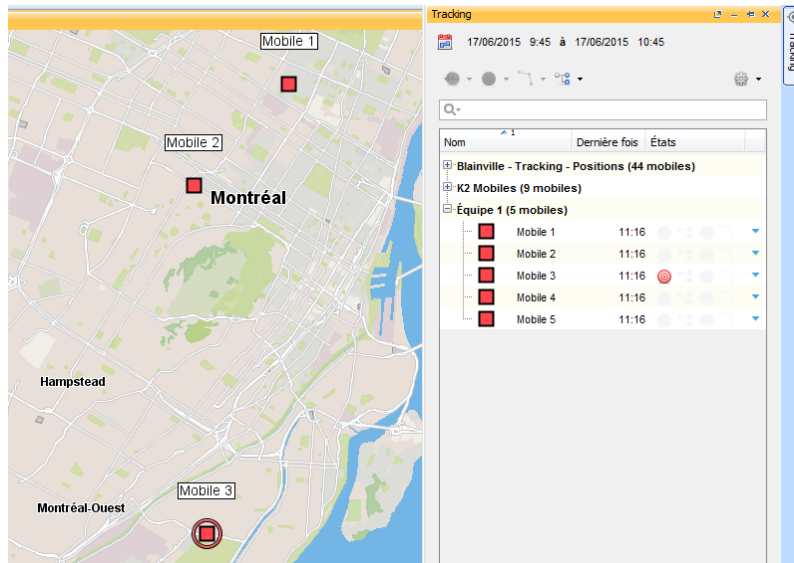 Mobile 1
Mobile 2
Montréal
Hampstead
Mobile 3
Montréal-Ouest
Tracking
17/06/2015 9:45 à 17/06/2015 10:45
Nom 1 Dernière fois États
Blainville - Tracking - Positions (44 mobiles)
K2 Mobiles (9 mobiles)
Équipe 1 (5 mobiles)
Mobile 1 11:16
Mobile 2 11:16
Mobile 3 11:16
Mobile 4 11:16
Mobile 5 11:16
Tracking